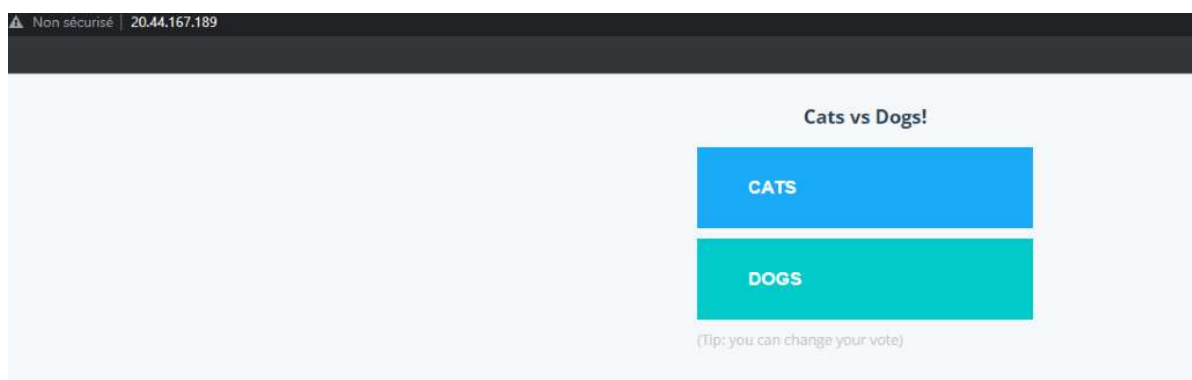 Non sécurisé | 20.44.167.189
Cats vs Dogs!
CATS
DOGS
(Tip: you can change your vote)